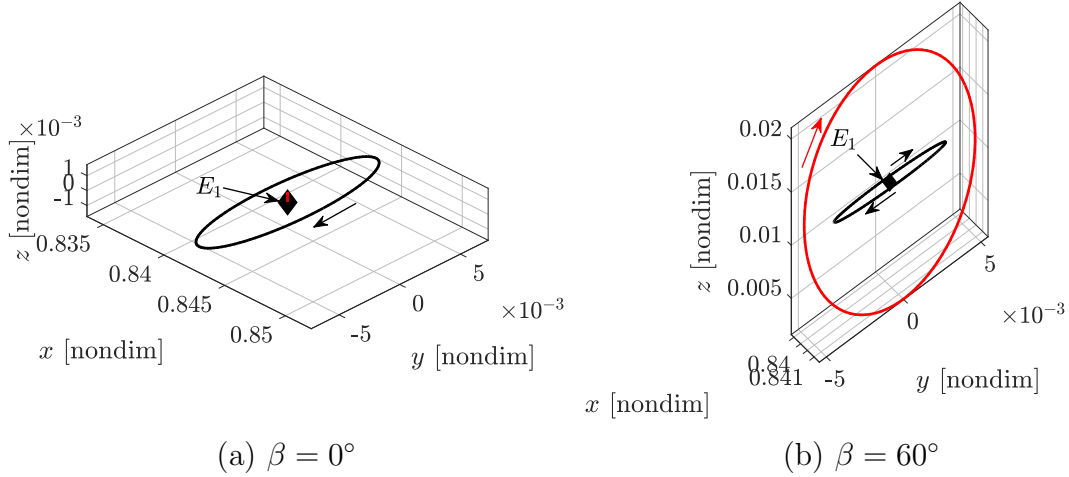 ×10⁻³
1
0
-1
z [nondim]
E₁
0.835
0.84
0.845
0.85
x [nondim]
-5
0
5
×10⁻³
y [nondim]
(a) β = 0°
0.02
0.015
0.01
0.005
z [nondim]
E₁
0.84
0.841
x [nondim]
-5
0
5
×10⁻³
y [nondim]
(b) β = 60°